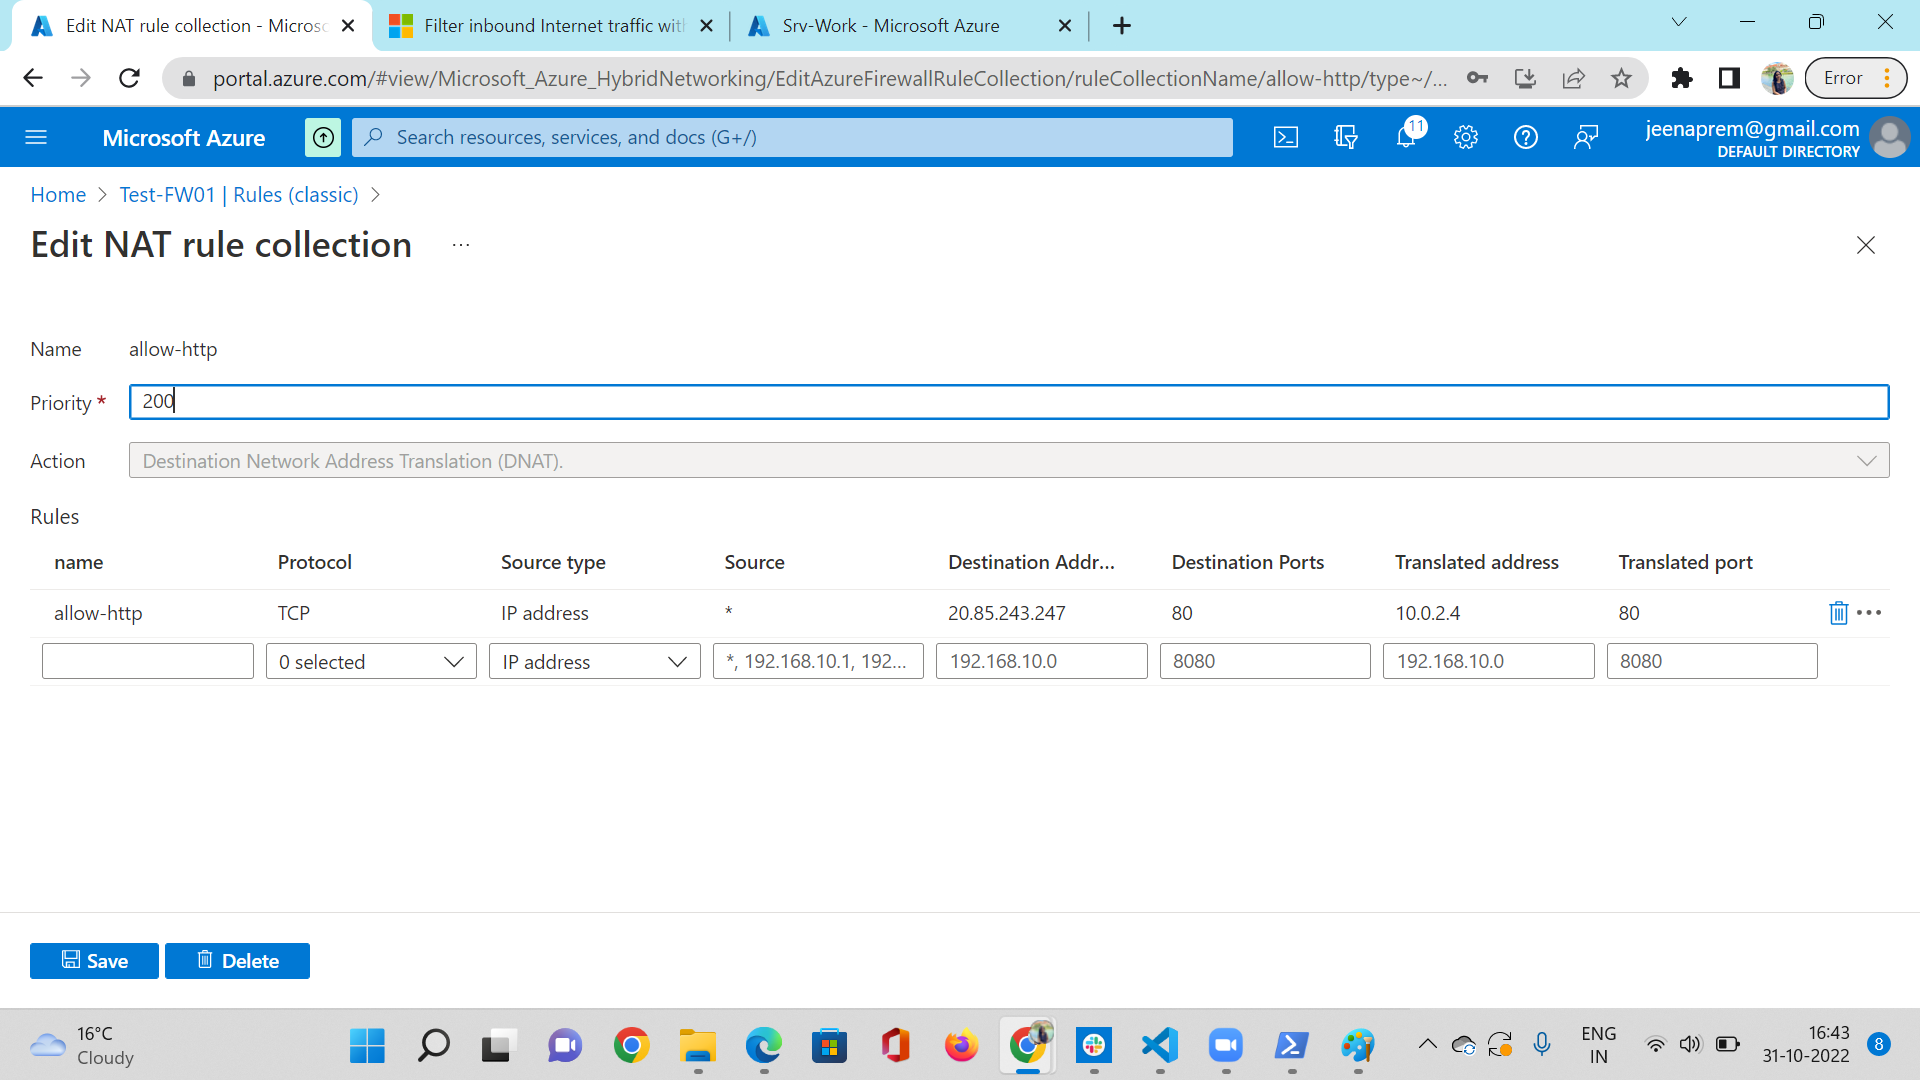 Edit NAT rule collection - Microsc
Filter inbound Internet traffic with
Srv-Work - Microsoft Azure
portal.azure.com/#view/Microsoft_Azure_HybridNetworking/EditAzureFirewallRuleCollection/ruleCollectionName/allow-http/type~/...
Error
Microsoft Azure
Search resources, services, and docs (G+/)
11
jeenaprem@gmail.com
DEFAULT DIRECTORY
Home > Test-FW01 | Rules (classic) >
Edit NAT rule collection ...
Name allow-http
Priority * 200
Action Destination Network Address Translation (DNAT).
Rules
name Protocol Source type Source Destination Addr... Destination Ports Translated address Translated port
allow-http TCP IP address * 20.85.243.247 80 10.0.2.4 80
0 selected IP address *, 192.168.10.1, 192... 192.168.10.0 8080 192.168.10.0 8080
Save Delete
16°C
Cloudy
ENG
IN
16:43
31-10-2022
8